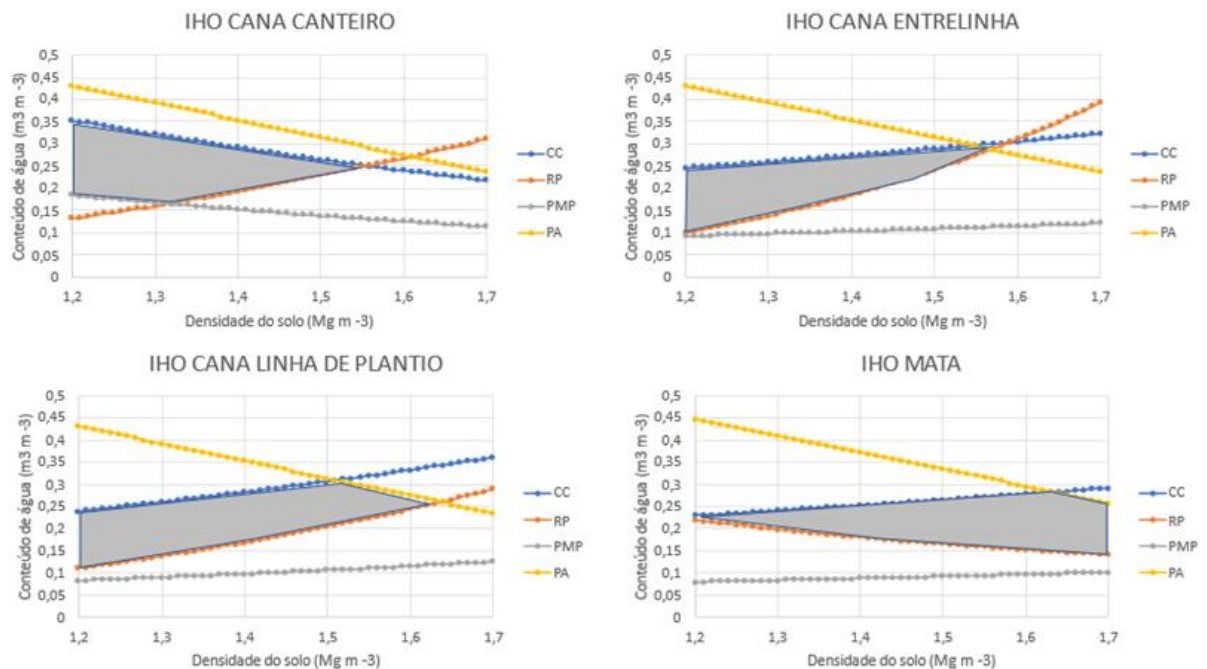 IHO CANA CANTEIRO
Conteúdo de água (m3 m -3)
0,5
0,45
0,4
0,35
0,3
0,25
0,2
0,15
0,1
0,05
0
1,2 1,3 1,4 1,5 1,6 1,7
Densidade do solo (Mg m -3)
CC
RP
PMP
PA
IHO CANA ENTRELINHA
Conteúdo de água (m3 m -3)
0,5
0,45
0,4
0,35
0,3
0,25
0,2
0,15
0,1
0,05
0
1,2 1,3 1,4 1,5 1,6 1,7
Densidade do solo (Mg m -3)
CC
RP
PMP
PA
IHO CANA LINHA DE PLANTIO
Conteúdo de água (m3 m -3)
0,5
0,45
0,4
0,35
0,3
0,25
0,2
0,15
0,1
0,05
0
1,2 1,3 1,4 1,5 1,6 1,7
Densidade do solo (Mg m -3)
CC
RP
PMP
PA
IHO MATA
Conteúdo de água (m3 m -3)
0,5
0,45
0,4
0,35
0,3
0,25
0,2
0,15
0,1
0,05
0
1,2 1,3 1,4 1,5 1,6 1,7
Densidade do solo (Mg m -3)
CC
RP
PMP
PA